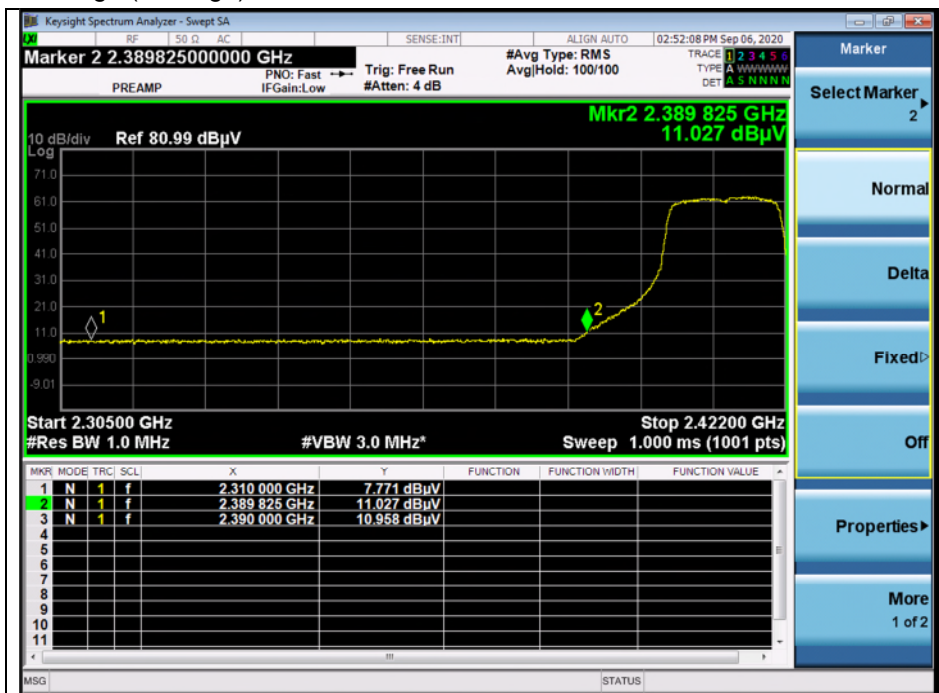 Keysight Spectrum Analyzer - Swept SA
LXI RF 50 Ω AC SENSE:INT ALIGN AUTO 02:52:08 PM Sep 06, 2020
Marker 2 2.389825000000 GHz
PREAMP
PNO: Fast
IFGain:Low
Trig: Free Run
#Atten: 4 dB
#Avg Type: RMS
Avg|Hold: 100/100
TRACE 1 2 3 4 5 6
TYPE A WWWWW
DET A S N N N N
Mkr2 2.389 825 GHz
11.027 dBµV
10 dB/div Ref 80.99 dBµV
Log
71.0
61.0
51.0
41.0
31.0
21.0
11.0
0.990
-9.01
1
2
Start 2.30500 GHz Stop 2.42200 GHz
#Res BW 1.0 MHz #VBW 3.0 MHz* Sweep 1.000 ms (1001 pts)
MKR MODE TRC SCL X Y FUNCTION FUNCTION WIDTH FUNCTION VALUE
1 N 1 f 2.310 000 GHz 7.771 dBµV
2 N 1 f 2.389 825 GHz 11.027 dBµV
3 N 1 f 2.390 000 GHz 10.958 dBµV
4
5
6
7
8
9
10
11
MSG STATUS
Marker
Select Marker
2
Normal
Delta
Fixed
Off
Properties
More
1 of 2